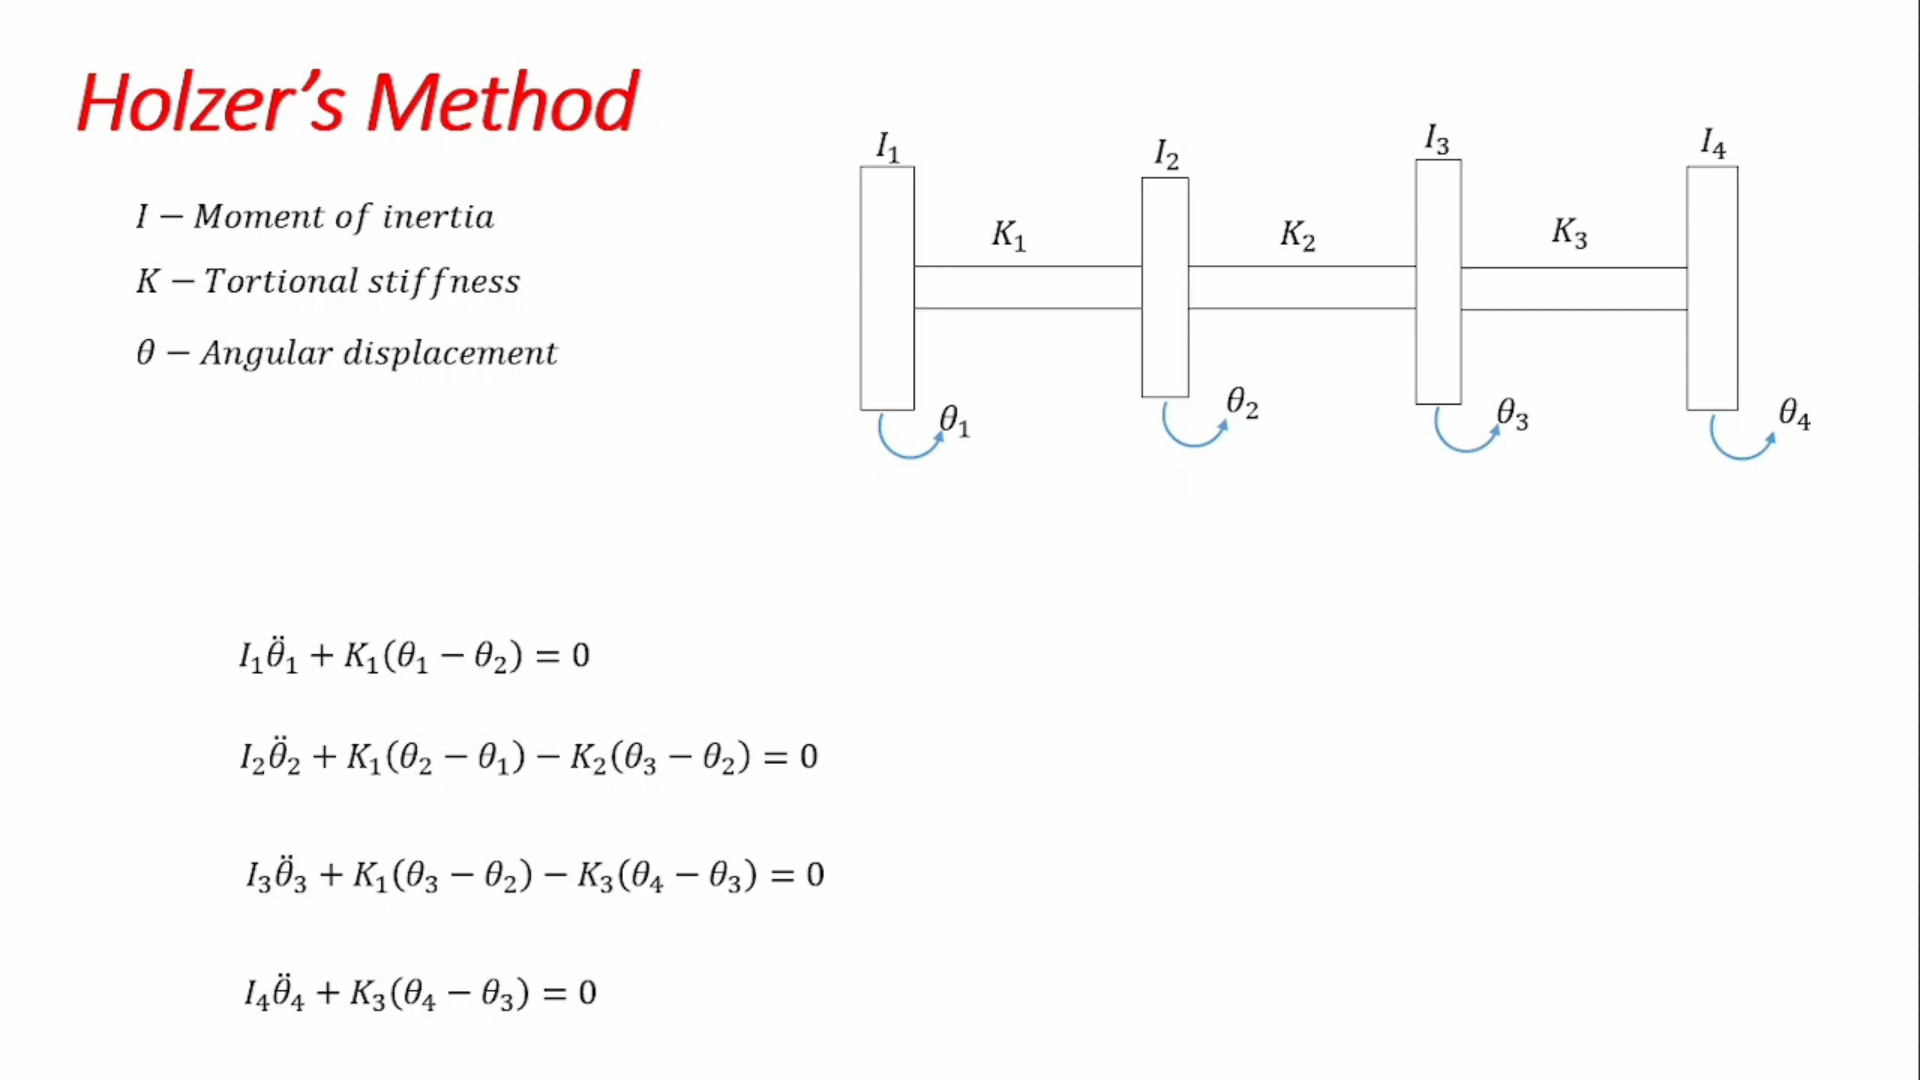 Holzer's Method
I − Moment of inertia
K − Tortional stiffness
θ − Angular displacement
I₁ I₂ I₃ I₄
K₁ K₂ K₃
θ₁ θ₂ θ₃ θ₄
I₁θ̈₁ + K₁(θ₁ − θ₂) = 0
I₂θ̈₂ + K₁(θ₂ − θ₁) − K₂(θ₃ − θ₂) = 0
I₃θ̈₃ + K₁(θ₃ − θ₂) − K₃(θ₄ − θ₃) = 0
I₄θ̈₄ + K₃(θ₄ − θ₃) = 0